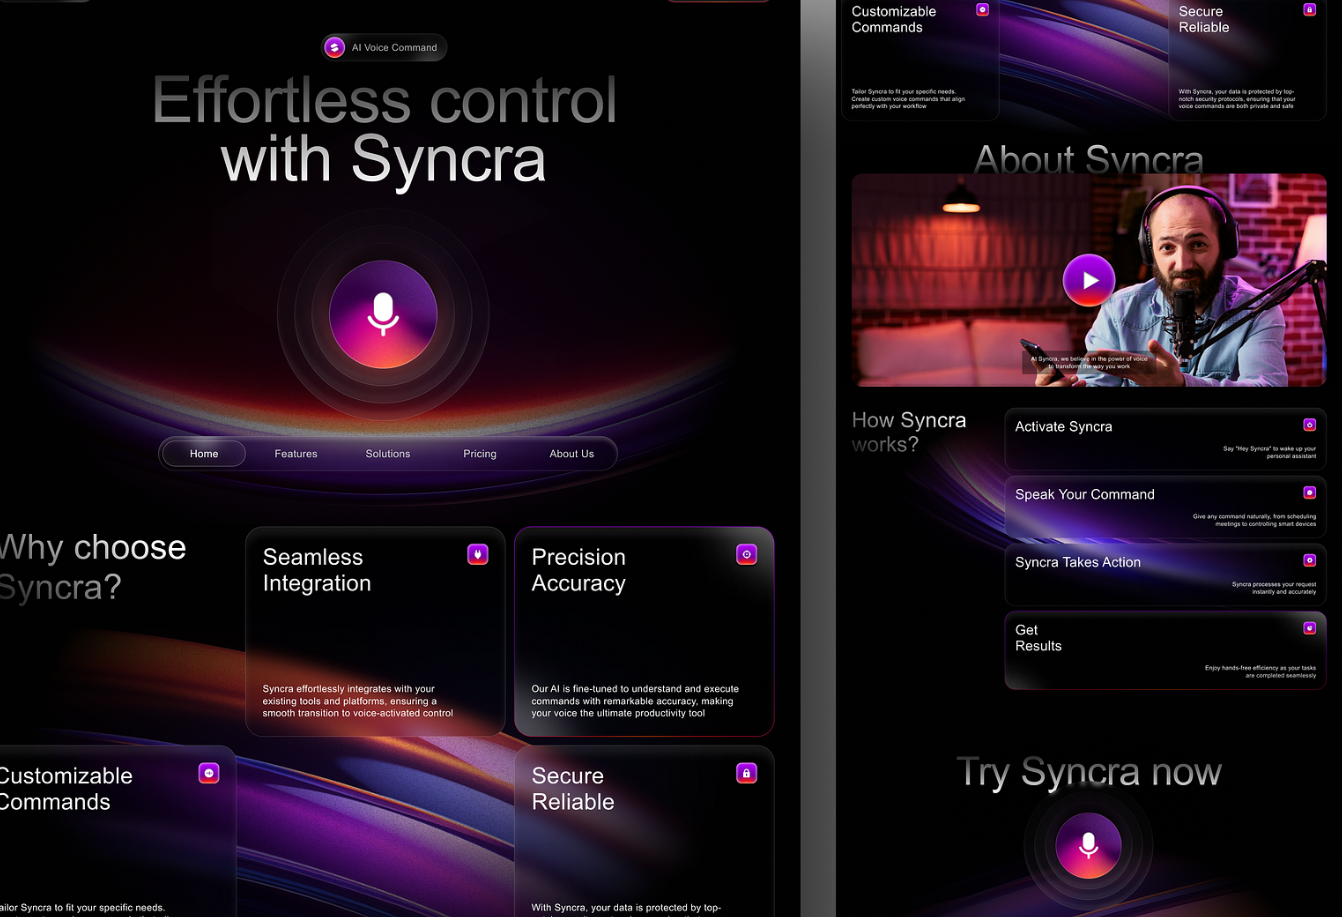 AI Voice Command
Effortless control
with Syncra
Home
Features
Solutions
Pricing
About Us
Why choose
Syncra?
Seamless
Integration
Syncra effortlessly integrates with your
existing tools and platforms, ensuring a
smooth transition to voice-activated control
Precision
Accuracy
Our AI is fine-tuned to understand and execute
commands with remarkable accuracy, making
your voice the ultimate productivity tool
Customizable
Commands
ailor Syncra to fit your specific needs.
Secure
Reliable
With Syncra, your data is protected by top-
Customizable
Commands
Tailor Syncra to fit your specific needs.
Create custom voice commands that align
perfectly with your workflow
Secure
Reliable
With Syncra, your data is protected by top-
notch security protocols, ensuring that your
voice commands are both private and safe
About Syncra
At Syncra, we believe in the power of voice
to transform the way you work
How Syncra
works?
Activate Syncra
Say "Hey Syncra" to wake up your
personal assistant
Speak Your Command
Give any command naturally, from scheduling
meetings to controlling smart devices
Syncra Takes Action
Syncra processes your request
instantly and accurately
Get
Results
Enjoy hands-free efficiency as your tasks
are completed seamlessly
Try Syncra now